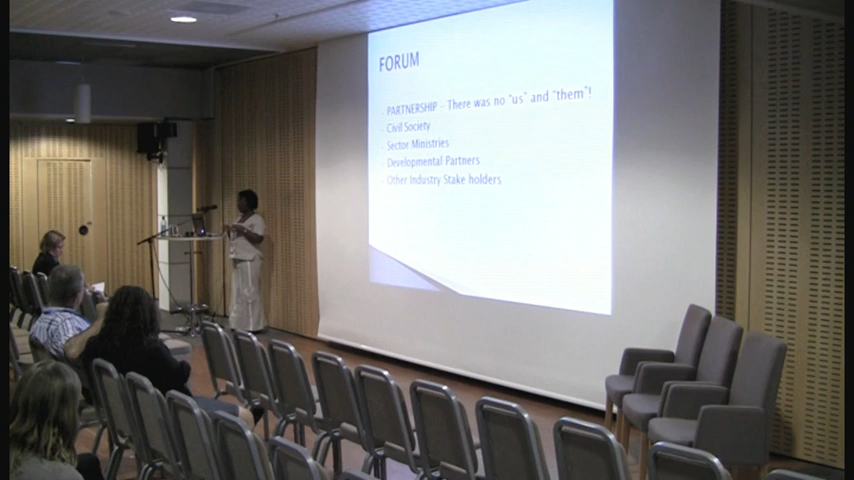 FORUM
- PARTNERSHIP – There was no "us" and "them"!
- Civil Society
- Sector Ministries
- Developmental Partners
- Other Industry Stake holders